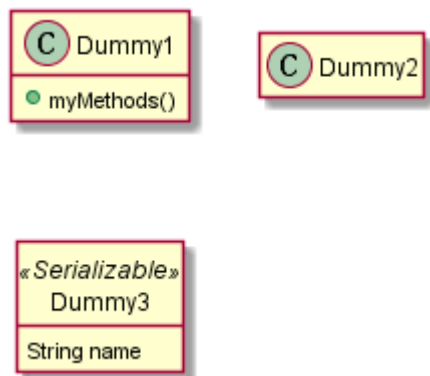 C Dummy1
myMethods()
C Dummy2
«Serializable»
Dummy3
String name